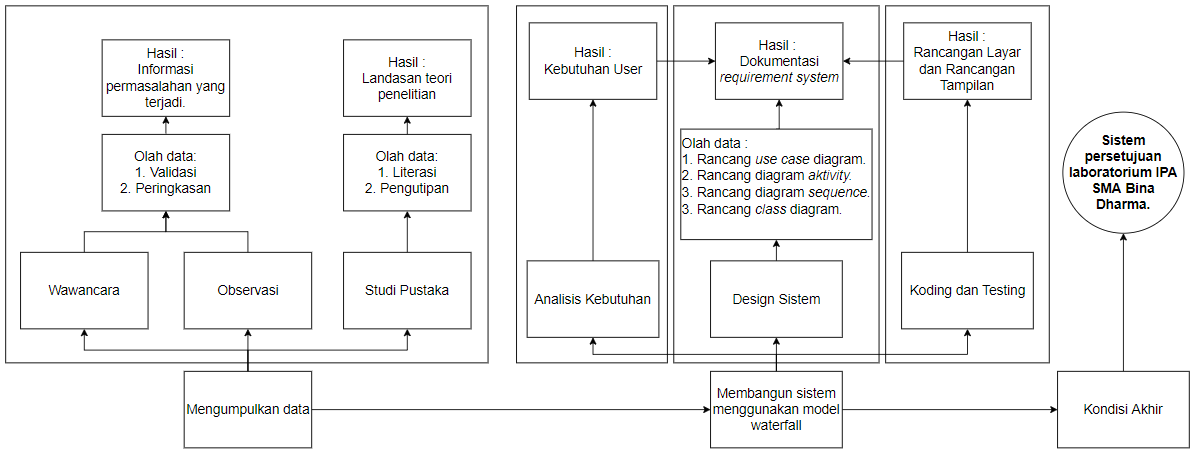 Hasil :
Informasi
permasalahan yang
terjadi.
Hasil :
Landasan teori
penelitian
Olah data:
1. Validasi
2. Peringkasan
Olah data:
1. Literasi
2. Pengutipan
Wawancara
Observasi
Studi Pustaka
Mengumpulkan data
Hasil :
Kebutuhan User
Hasil :
Dokumentasi
requirement system
Hasil :
Rancangan Layar
dan Rancangan
Tampilan
Olah data :
1. Rancang use case diagram.
2. Rancang diagram aktivity.
3. Rancang diagram sequence.
3. Rancang class diagram.
Analisis Kebutuhan
Design Sistem
Koding dan Testing
Membangun sistem
menggunakan model
waterfall
Sistem
persetujuan
laboratorium IPA
SMA Bina
Dharma.
Kondisi Akhir